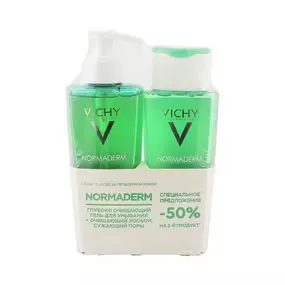 VICHY
V
NORMADERM
VICHY
V
NORMADERM
NORMADERM
ГЛУБОКО ОЧИЩАЮЩИЙ
ГЕЛЬ ДЛЯ УМЫВАНИЯ
+ ОЧИЩАЮЩИЙ ЛОСЬОН,
СУЖАЮЩИЙ ПОРЫ
СПЕЦИАЛЬНОЕ
ПРЕДЛОЖЕНИЕ
-50%
НА 2-Й ПРОДУКТ